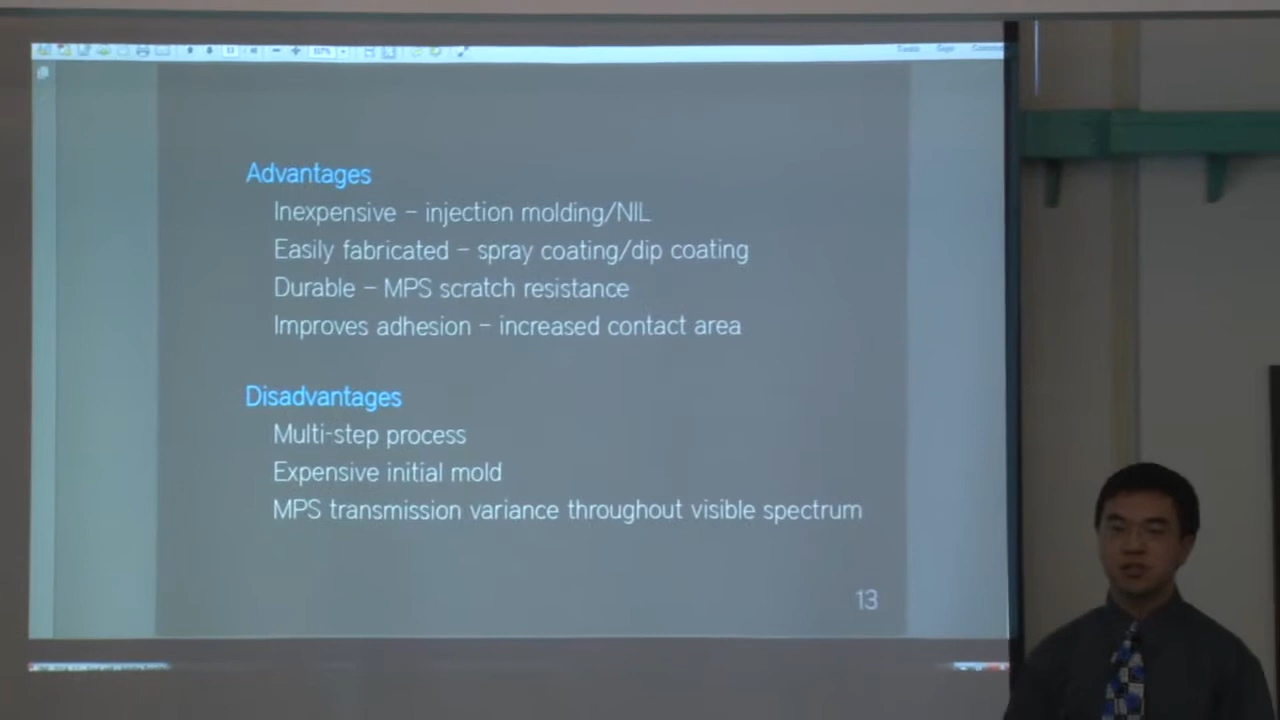 Advantages
Inexpensive – injection molding/NIL
Easily fabricated – spray coating/dip coating
Durable – MPS scratch resistance
Improves adhesion – increased contact area
Disadvantages
Multi-step process
Expensive initial mold
MPS transmission variance throughout visible spectrum
13